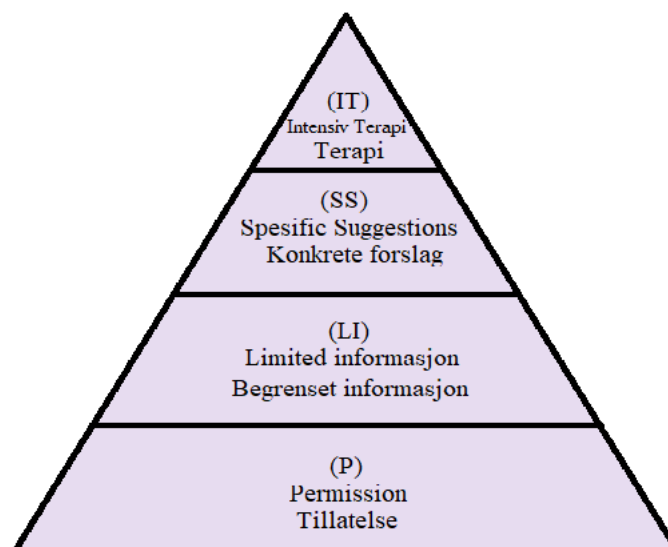 (IT)
Intensiv Terapi
Terapi
(SS)
Spesific Suggestions
Konkrete forslag
(LI)
Limited informasjon
Begrenset informasjon
(P)
Permission
Tillatelse